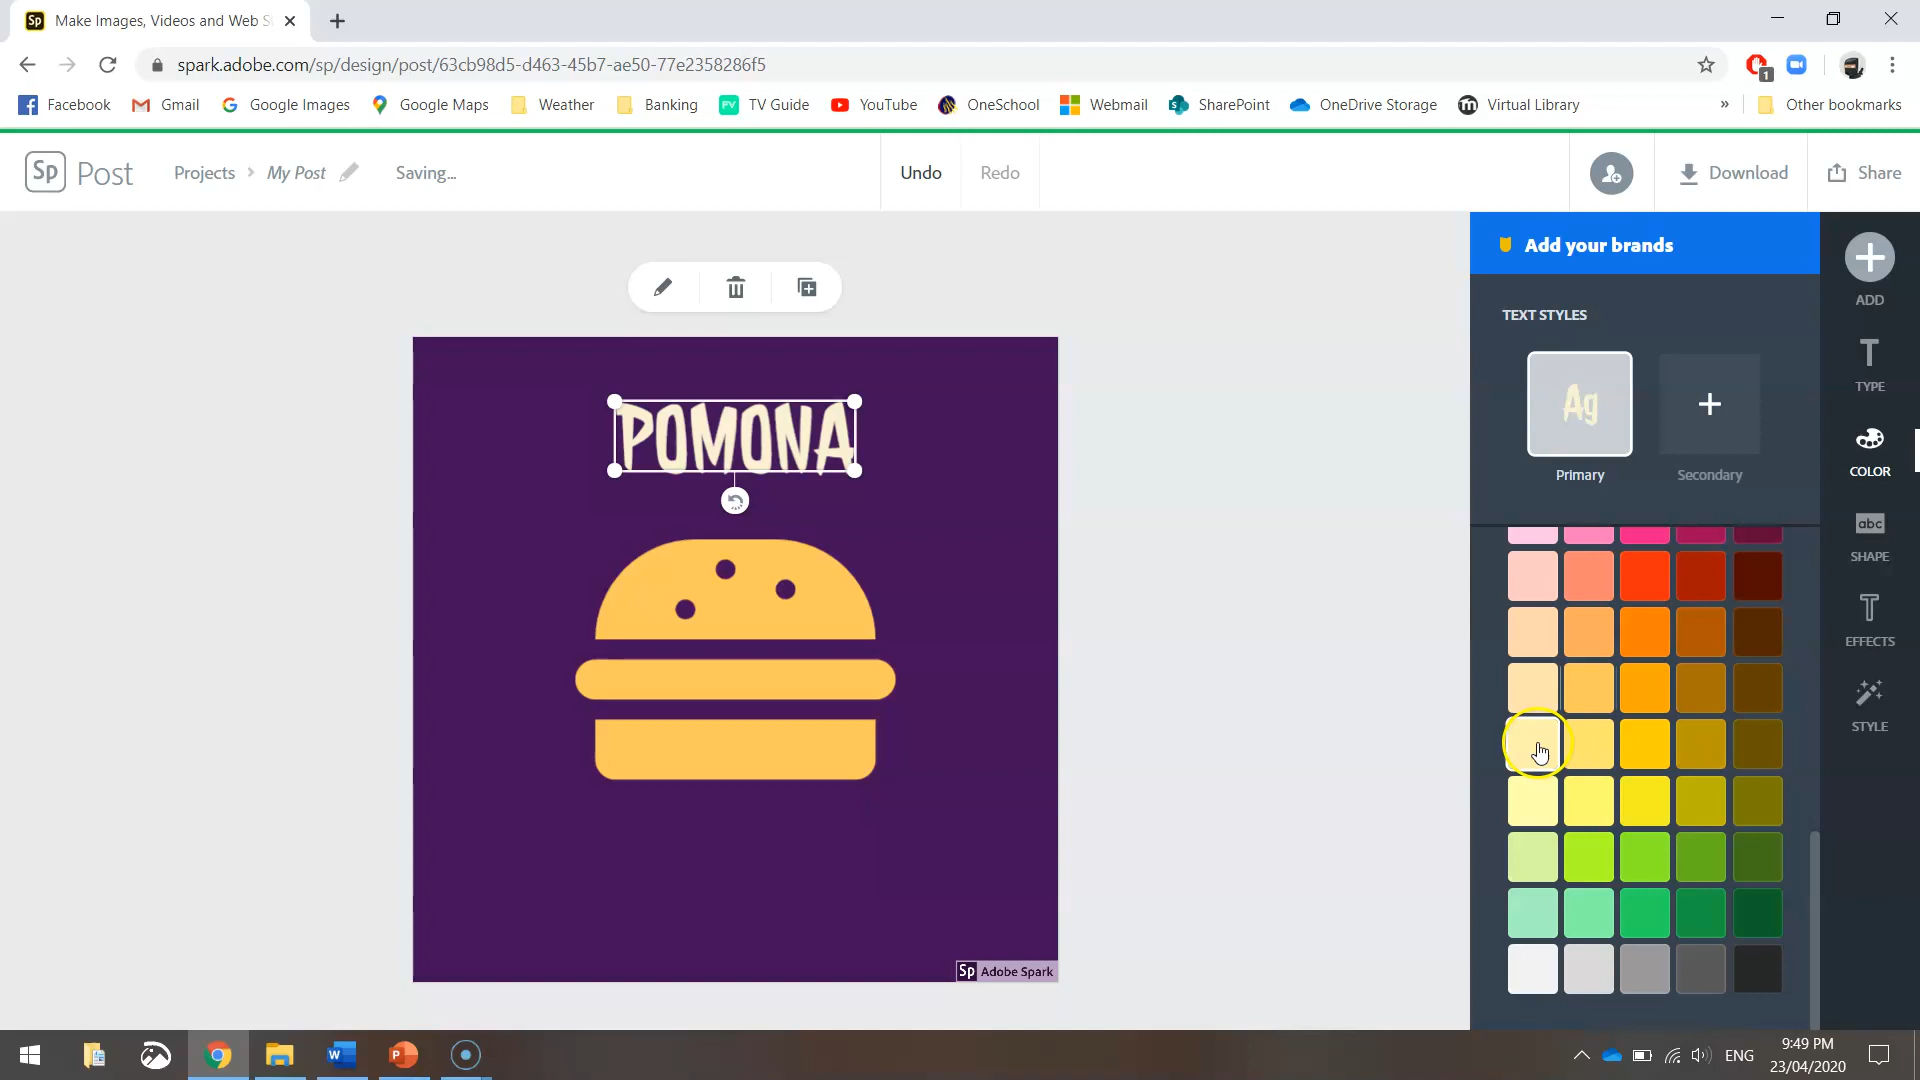 Sp Make Images, Videos and Web S
spark.adobe.com/sp/design/post/63cb98d5-d463-45b7-ae50-77e2358286f5
1
Facebook Gmail Google Images Google Maps Weather Banking TV Guide YouTube OneSchool Webmail SharePoint OneDrive Storage Virtual Library » Other bookmarks
Sp Post Projects > My Post Saving... Undo Redo Download Share
Add your brands
ADD
TEXT STYLES
TYPE
Ag
POMONA
COLOR
Primary Secondary
abc
SHAPE
EFFECTS
STYLE
Sp Adobe Spark
ENG
9:49 PM
23/04/2020